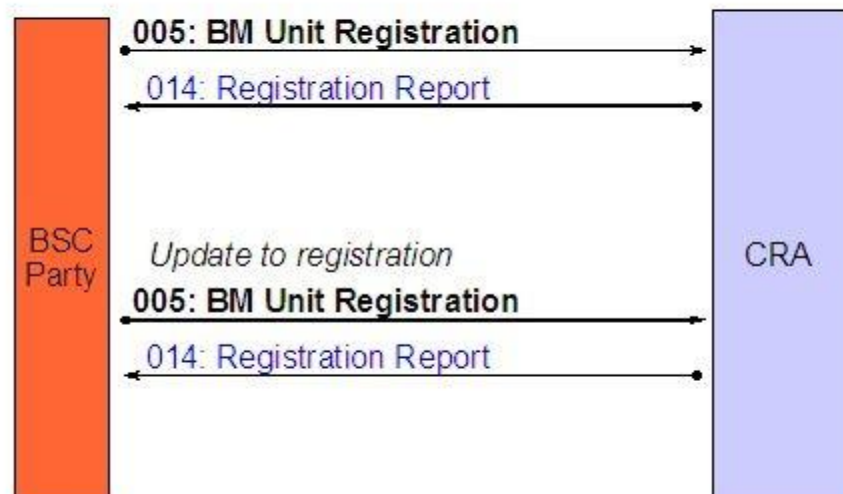 005: BM Unit Registration
014: Registration Report
BSC
Party
CRA
Update to registration
005: BM Unit Registration
014: Registration Report